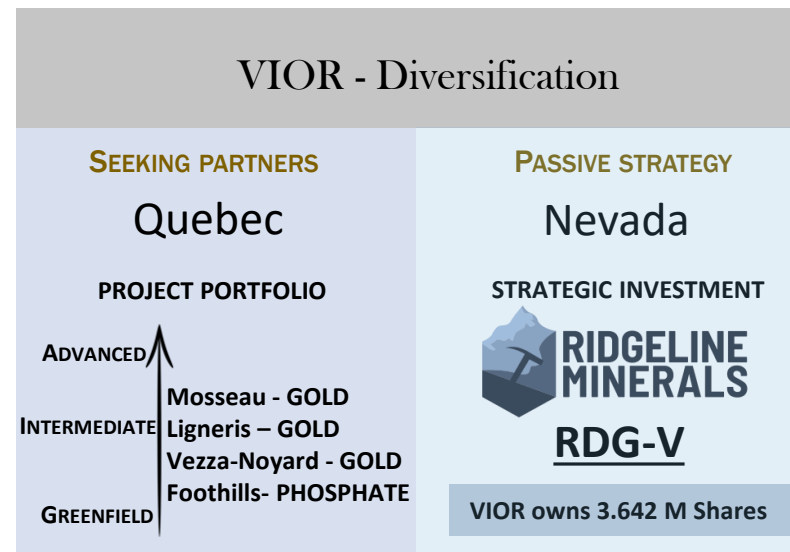 VIOR - Diversification
SEEKING PARTNERS
Quebec
PROJECT PORTFOLIO
ADVANCED
INTERMEDIATE
GREENFIELD
Mosseau - GOLD
Ligneris – GOLD
Vezza-Noyard - GOLD
Foothills- PHOSPHATE
PASSIVE STRATEGY
Nevada
STRATEGIC INVESTMENT
RIDGELINE
MINERALS
RDG-V
VIOR owns 3.642 M Shares